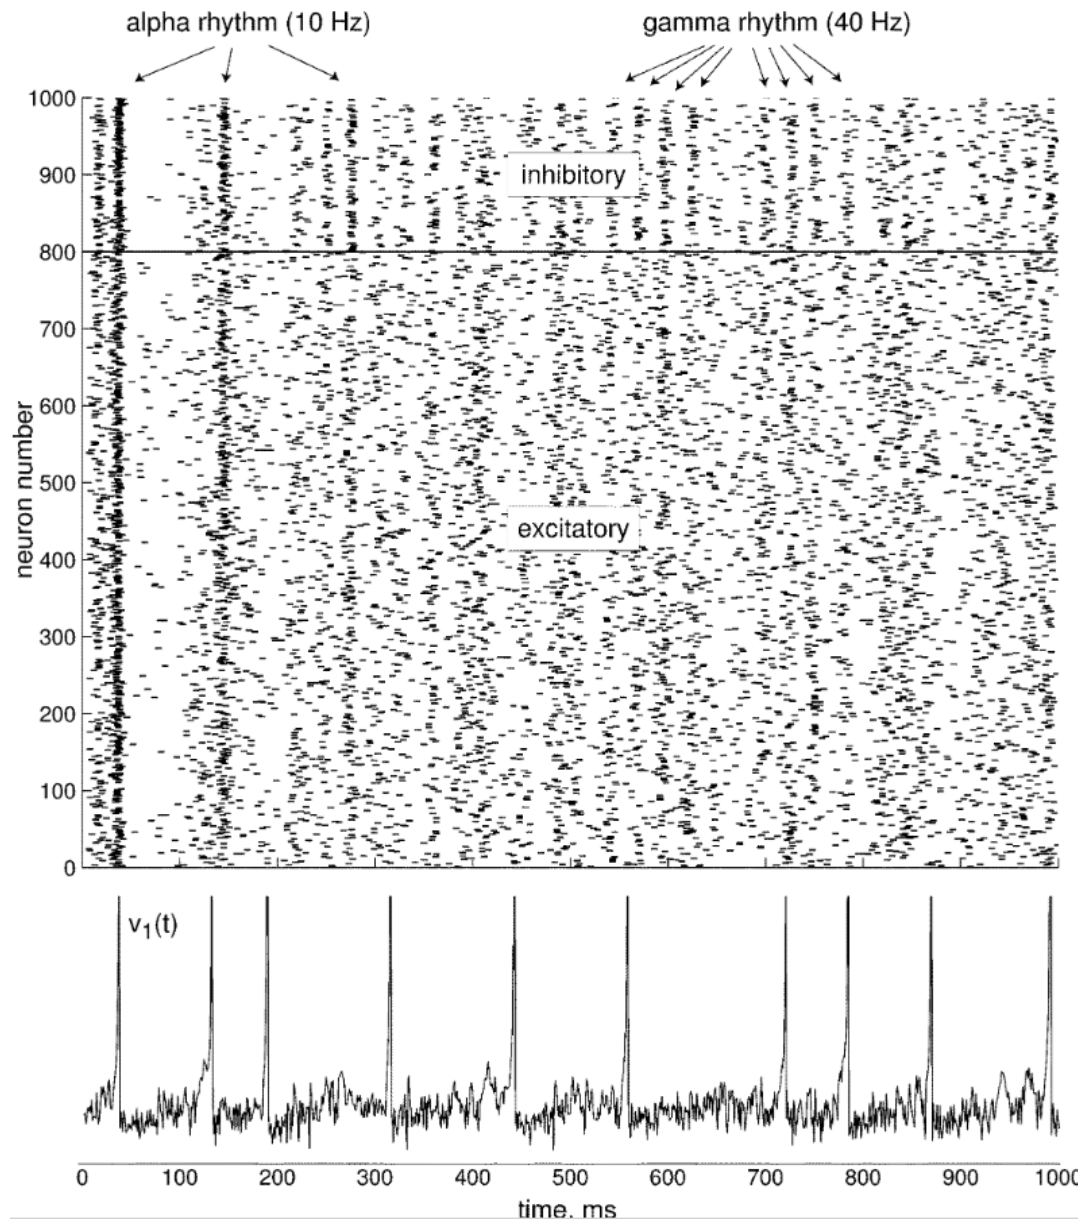 alpha rhythm (10 Hz) gamma rhythm (40 Hz)
1000
900
inhibitory
800
700
600
500
excitatory
400
300
200
100
0
neuron number
v1(t)
0 100 200 300 400 500 600 700 800 900 1000
time, ms